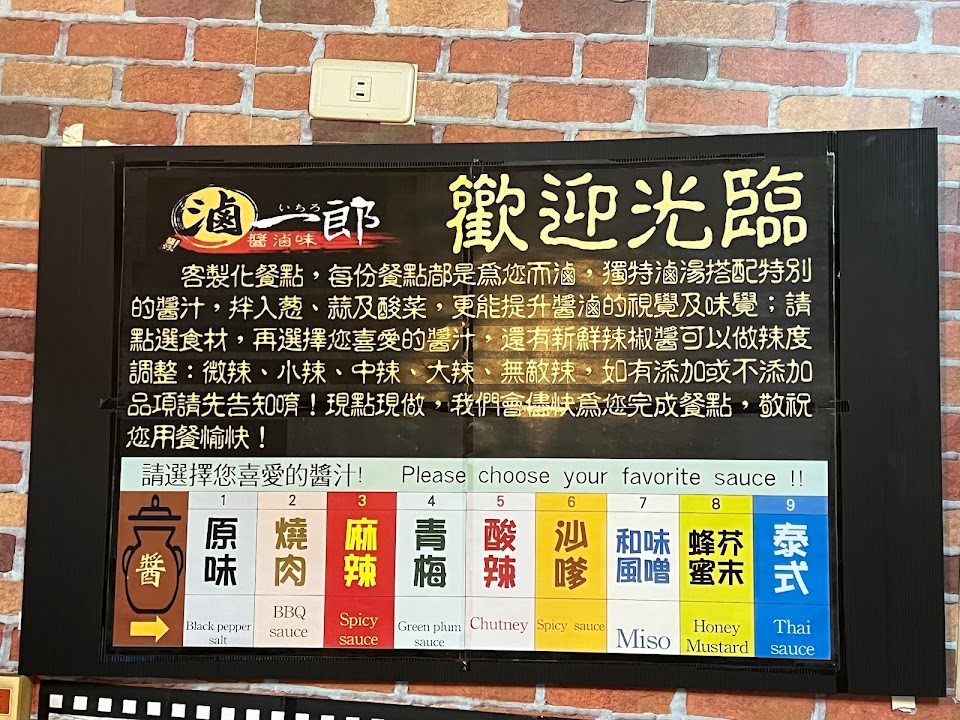 滷一郎
いちろ
醬滷味
歡迎光臨
客製化餐點，每份餐點都是為您而滷，獨特滷湯搭配特別
的醬汁，拌入葱、蒜及酸菜，更能提升醬滷的視覺及味覺；請
點選食材，再選擇您喜愛的醬汁，還有新鮮辣椒醬可以做辣度
調整：微辣、小辣、中辣、大辣、無敵辣，如有添加或不添加
品項請先告知唷！現點現做，我們會儘快為您完成餐點，敬祝
您用餐愉快！
請選擇您喜愛的醬汁! Please choose your favorite sauce !!
醬
1
原味
Black pepper salt
2
燒肉
BBQ sauce
3
麻辣
Spicy sauce
4
青梅
Green plum sauce
5
酸辣
Chutney
6
沙嗲
Spicy sauce
7
和風味噌
Miso
8
蜂蜜芥末
Honey Mustard
9
泰式
Thai sauce